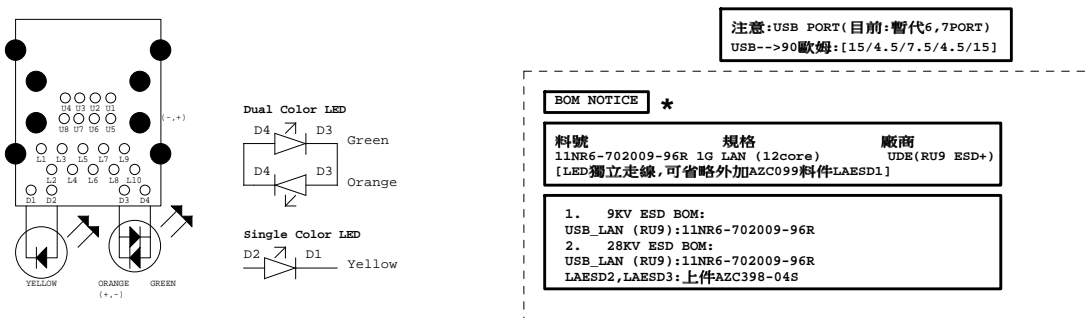 注意:USB PORT(目前:暫代6,7PORT)
USB-->90歐姆:[15/4.5/7.5/4.5/15]
U4 U3 U2 U1
U8 U7 U6 U5
(-,+)
L1 L3 L5 L7 L9
L2 L4 L6 L8 L10
D1 D2 D3 D4
YELLOW ORANGE GREEN
(+,-)
Dual Color LED
D4 D3 Green
D4 D3 Orange
Single Color LED
D2 D1 Yellow
BOM NOTICE *
料號 規格 廠商
11NR6-702009-96R 1G LAN (12core) UDE(RU9 ESD+)
[LED獨立走線,可省略外加AZC099料件LAESD1]
1. 9KV ESD BOM:
USB_LAN (RU9):11NR6-702009-96R
2. 28KV ESD BOM:
USB_LAN (RU9):11NR6-702009-96R
LAESD2,LAESD3:上件AZC398-04S